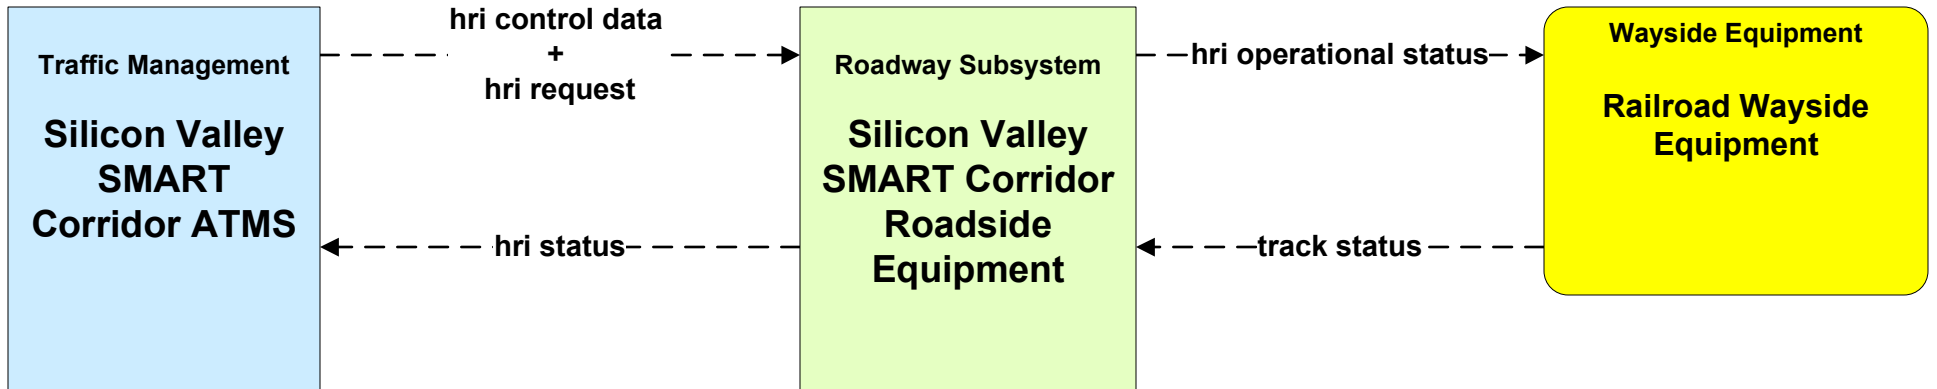 Traffic Management
Silicon Valley
SMART
Corridor ATMS
hri control data
+
hri request
hri status
Roadway Subsystem
Silicon Valley
SMART Corridor
Roadside
Equipment
hri operational status
track status
Wayside Equipment
Railroad Wayside
Equipment